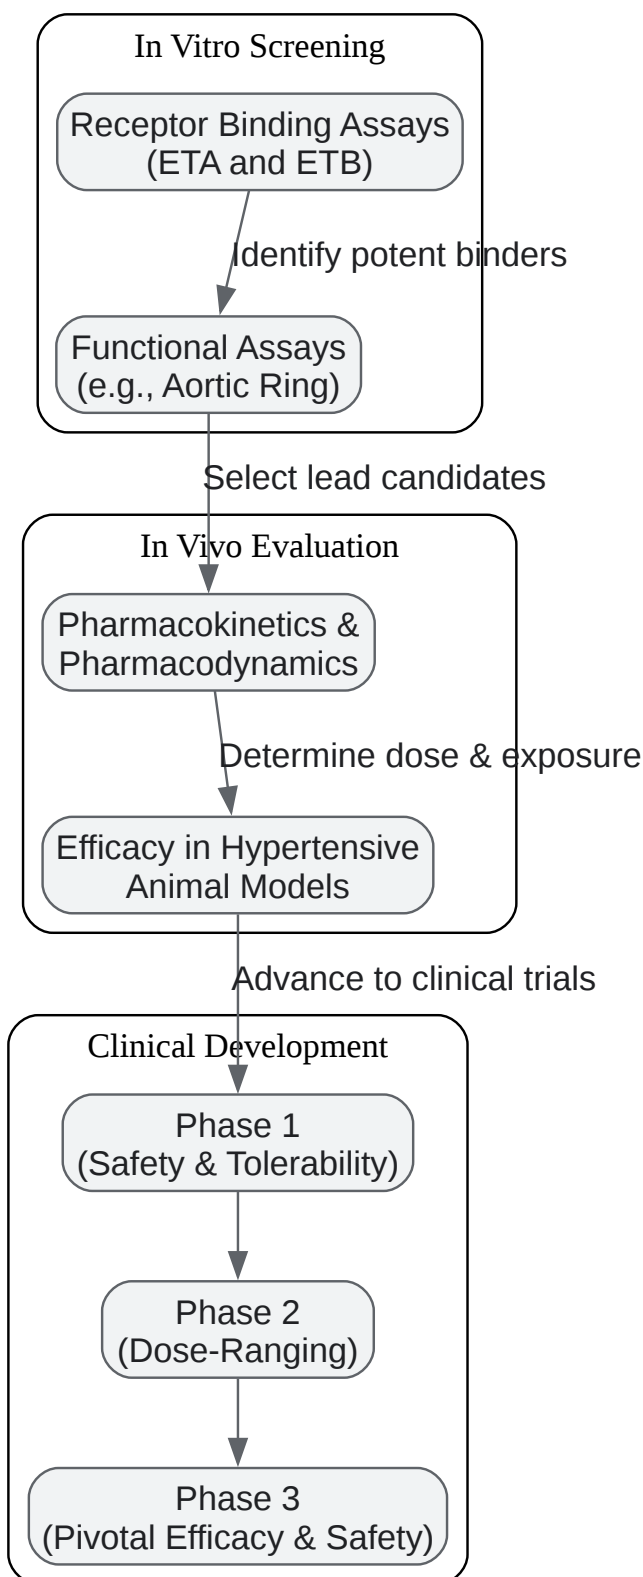 In Vitro Screening
Receptor Binding Assays
(ETA and ETB)
Identify potent binders
Functional Assays
(e.g., Aortic Ring)
Select lead candidates
In Vivo Evaluation
Pharmacokinetics &
Pharmacodynamics
Determine dose & exposure
Efficacy in Hypertensive
Animal Models
Advance to clinical trials
Clinical Development
Phase 1
(Safety & Tolerability)
Phase 2
(Dose-Ranging)
Phase 3
(Pivotal Efficacy & Safety)